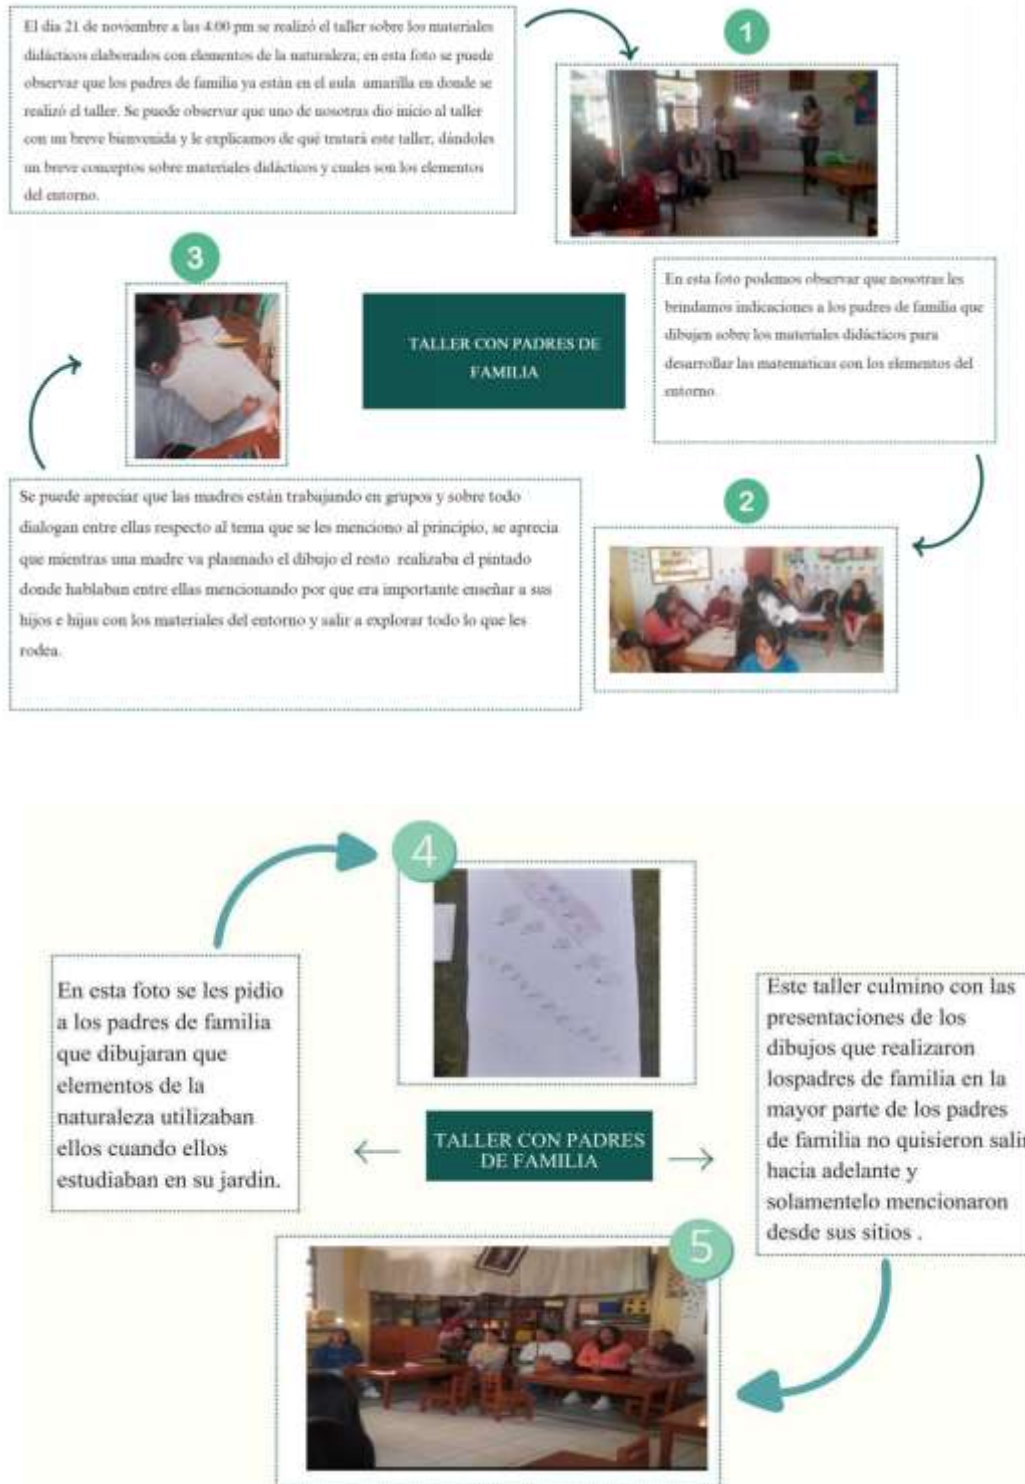 El dia 21 de noviembre a las 4:00 pm se realizó el taller sobre los materiales
didácticos elaborados con elementos de la naturaleza; en esta foto se puede
observar que los padres de familia ya están en el aula amarilla en donde se
realizó el taller. Se puede observar que uno de nosotras dio inicio al taller
con un breve bienvenida y le explicamos de qué tratará este taller, dándoles
un breve conceptos sobre materiales didácticos y cuales son los elementos
del entorno.
1
3
TALLER CON PADRES DE
FAMILIA
En esta foto podemos observar que nosotras les
brindamos indicaciones a los padres de familia que
dibujen sobre los materiales didácticos para
desarrollar las matematicas con los elementos del
entorno.
Se puede apreciar que las madres están trabajando en grupos y sobre todo
dialogan entre ellas respecto al tema que se les menciono al principio, se aprecia
que mientras una madre va plasmado el dibujo el resto realizaba el pintado
donde hablaban entre ellas mencionando por que era importante enseñar a sus
hijos e hijas con los materiales del entorno y salir a explorar todo lo que les
rodea.
2
4
En esta foto se les pidio
a los padres de familia
que dibujaran que
elementos de la
naturaleza utilizaban
ellos cuando ellos
estudiaban en su jardin.
TALLER CON PADRES
DE FAMILIA
Este taller culmino con las
presentaciones de los
dibujos que realizaron
lospadres de familia en la
mayor parte de los padres
de familia no quisieron salir
hacia adelante y
solamentelo mencionaron
desde sus sitios .
5